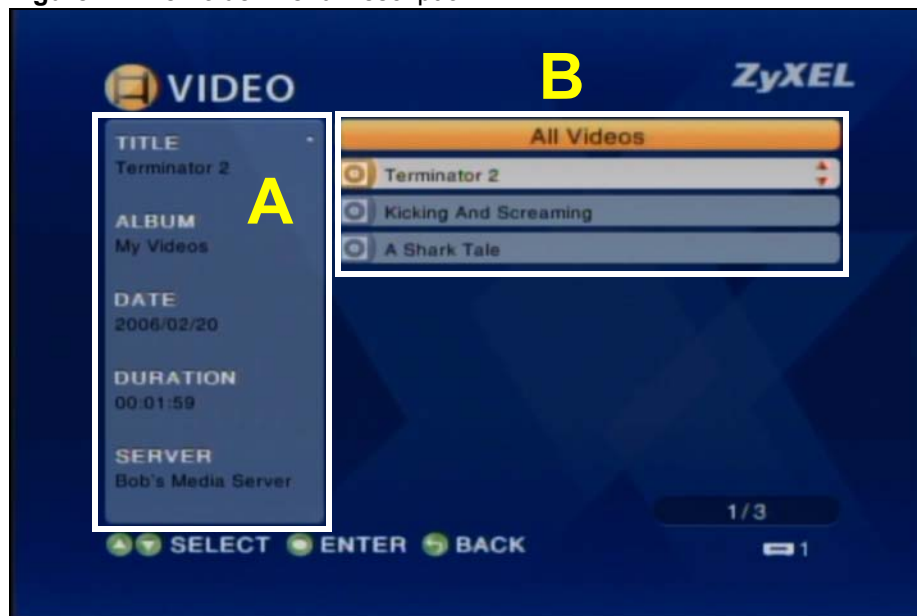 VIDEO
B
ZyXEL
TITLE
Terminator 2
A
ALBUM
My Videos
DATE
2006/02/20
DURATION
00:01:59
SERVER
Bob's Media Server
All Videos
Terminator 2
Kicking And Screaming
A Shark Tale
1/3
SELECT ENTER BACK
1